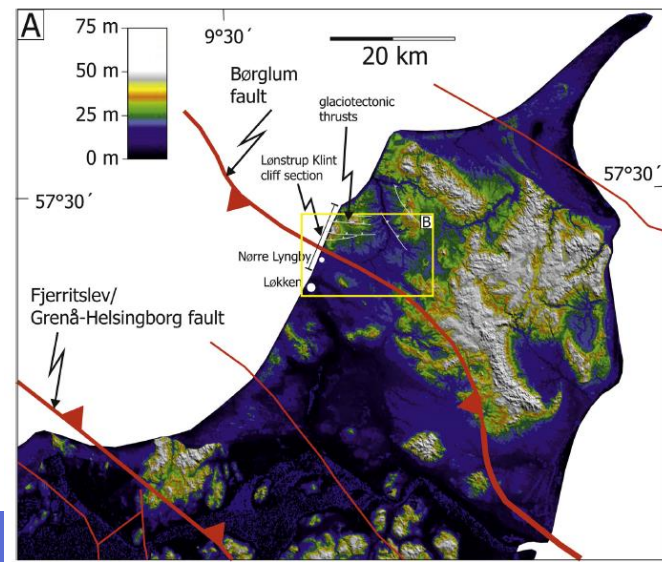 A
75 m
50 m
25 m
0 m
9°30´
20 km
Børglum
fault
glaciotectonic
thrusts
Lønstrup Klint
cliff section
57°30´
57°30´
B
Nørre Lyngby
Løkken
Fjerritslev/
Grenå-Helsingborg fault